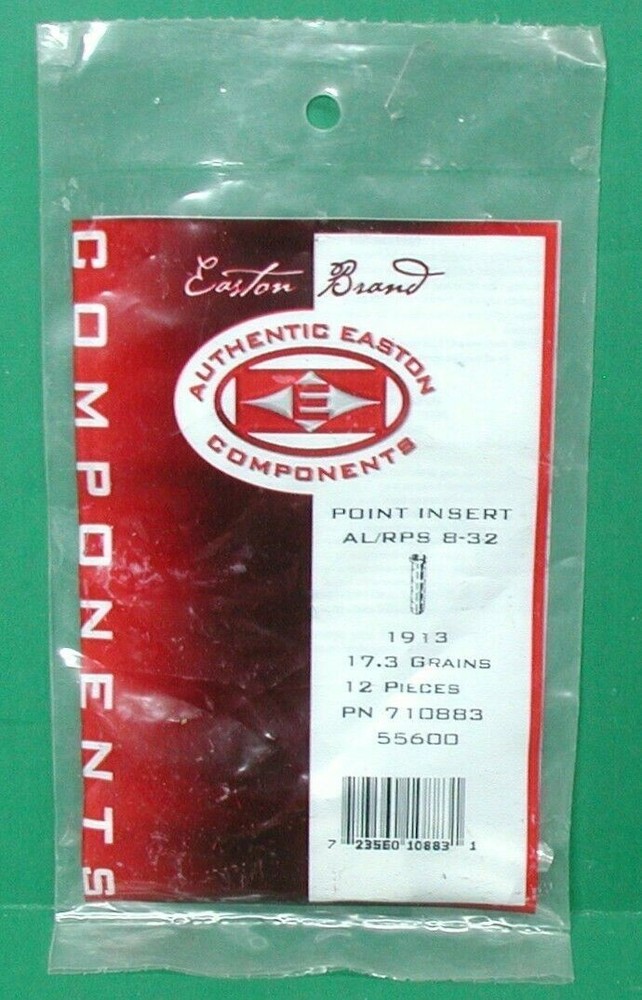 COMPONENTS
Easton Brand
AUTHENTIC EASTON
E
COMPONENTS
POINT INSERT
AL/RPS 8-32
1913
17.3 GRAINS
12 PIECES
PN 710883
55600
7 23560 10883 1